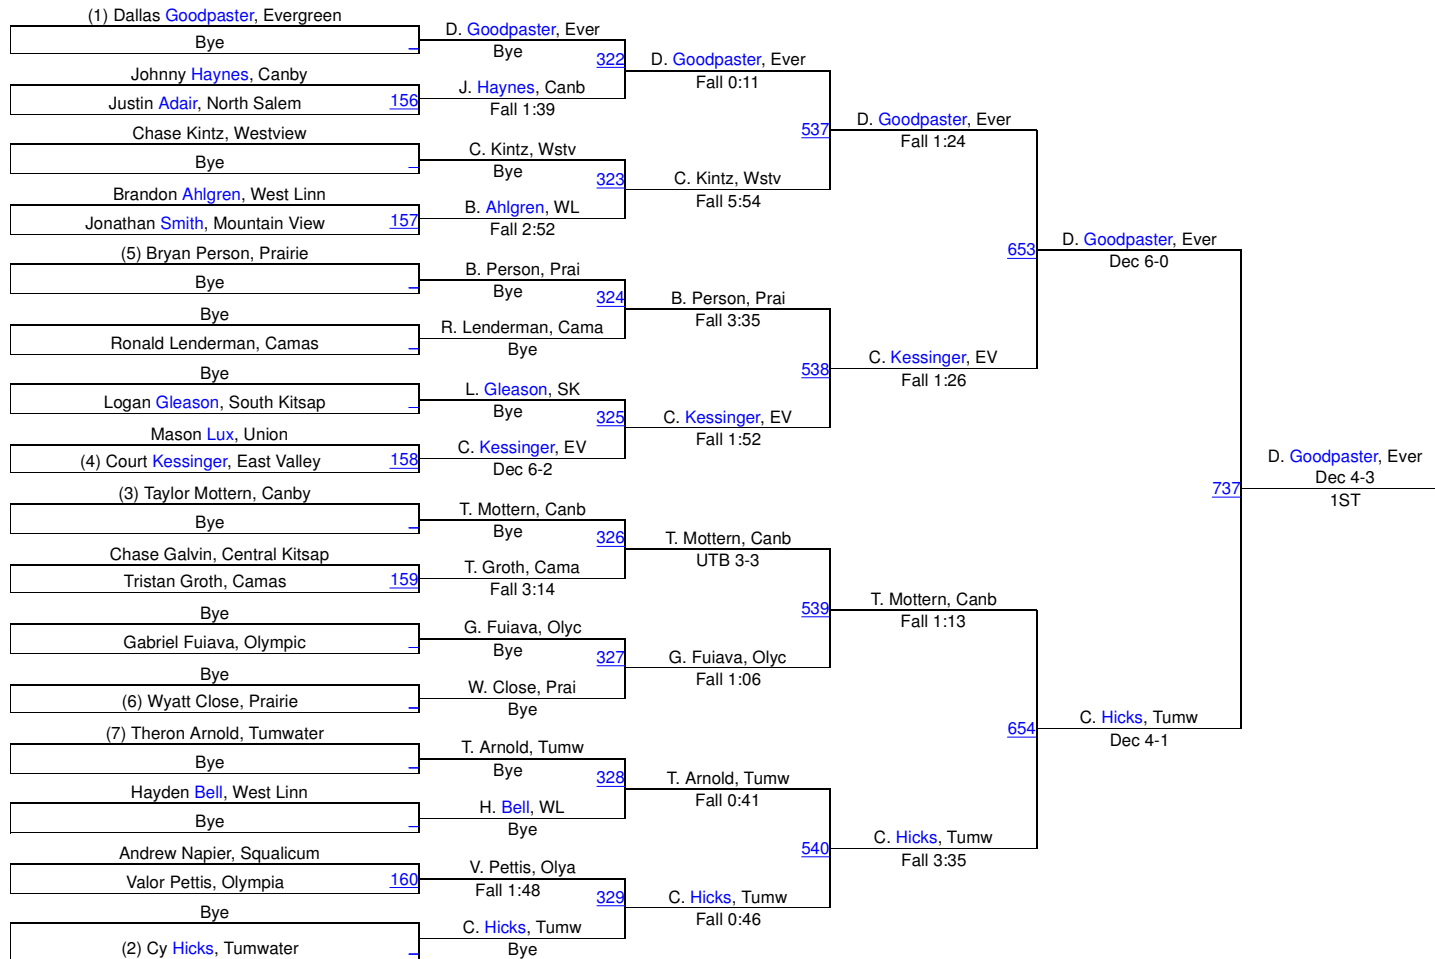 (1) Dallas Goodpaster, Evergreen
Bye
Johnny Haynes, Canby
Justin Adair, North Salem 156
Chase Kintz, Westview
Bye
Brandon Ahlgren, West Linn
Jonathan Smith, Mountain View 157
(5) Bryan Person, Prairie
Bye
Bye
Ronald Lenderman, Camas
Bye
Logan Gleason, South Kitsap
Mason Lux, Union
(4) Court Kessinger, East Valley 158
(3) Taylor Mottern, Canby
Bye
Chase Galvin, Central Kitsap
Tristan Groth, Camas 159
Bye
Gabriel Fuiava, Olympic
Bye
(6) Wyatt Close, Prairie
(7) Theron Arnold, Tumwater
Bye
Hayden Bell, West Linn
Bye
Andrew Napier, Squalicum
Valor Pettis, Olympia 160
Bye
(2) Cy Hicks, Tumwater
D. Goodpaster, Ever
Bye
322
J. Haynes, Canb
Fall 1:39
C. Kintz, Wstv
Bye
323
B. Ahlgren, WL
Fall 2:52
B. Person, Prai
Bye
324
R. Lenderman, Cama
Bye
L. Gleason, SK
Bye
325
C. Kessinger, EV
Dec 6-2
T. Mottern, Canb
Bye
326
T. Groth, Cama
Fall 3:14
G. Fuiava, Olyc
Bye
327
W. Close, Prai
Bye
T. Arnold, Tumw
Bye
328
H. Bell, WL
Bye
V. Pettis, Olya
Fall 1:48
329
C. Hicks, Tumw
Bye
D. Goodpaster, Ever
Fall 0:11
537
C. Kintz, Wstv
Fall 5:54
B. Person, Prai
Fall 3:35
538
C. Kessinger, EV
Fall 1:52
T. Mottern, Canb
UTB 3-3
539
G. Fuiava, Olyc
Fall 1:06
T. Arnold, Tumw
Fall 0:41
540
C. Hicks, Tumw
Fall 0:46
D. Goodpaster, Ever
Fall 1:24
653
C. Kessinger, EV
Fall 1:26
T. Mottern, Canb
Fall 1:13
654
C. Hicks, Tumw
Fall 3:35
D. Goodpaster, Ever
Dec 6-0
737
C. Hicks, Tumw
Dec 4-1
D. Goodpaster, Ever
Dec 4-3
1ST